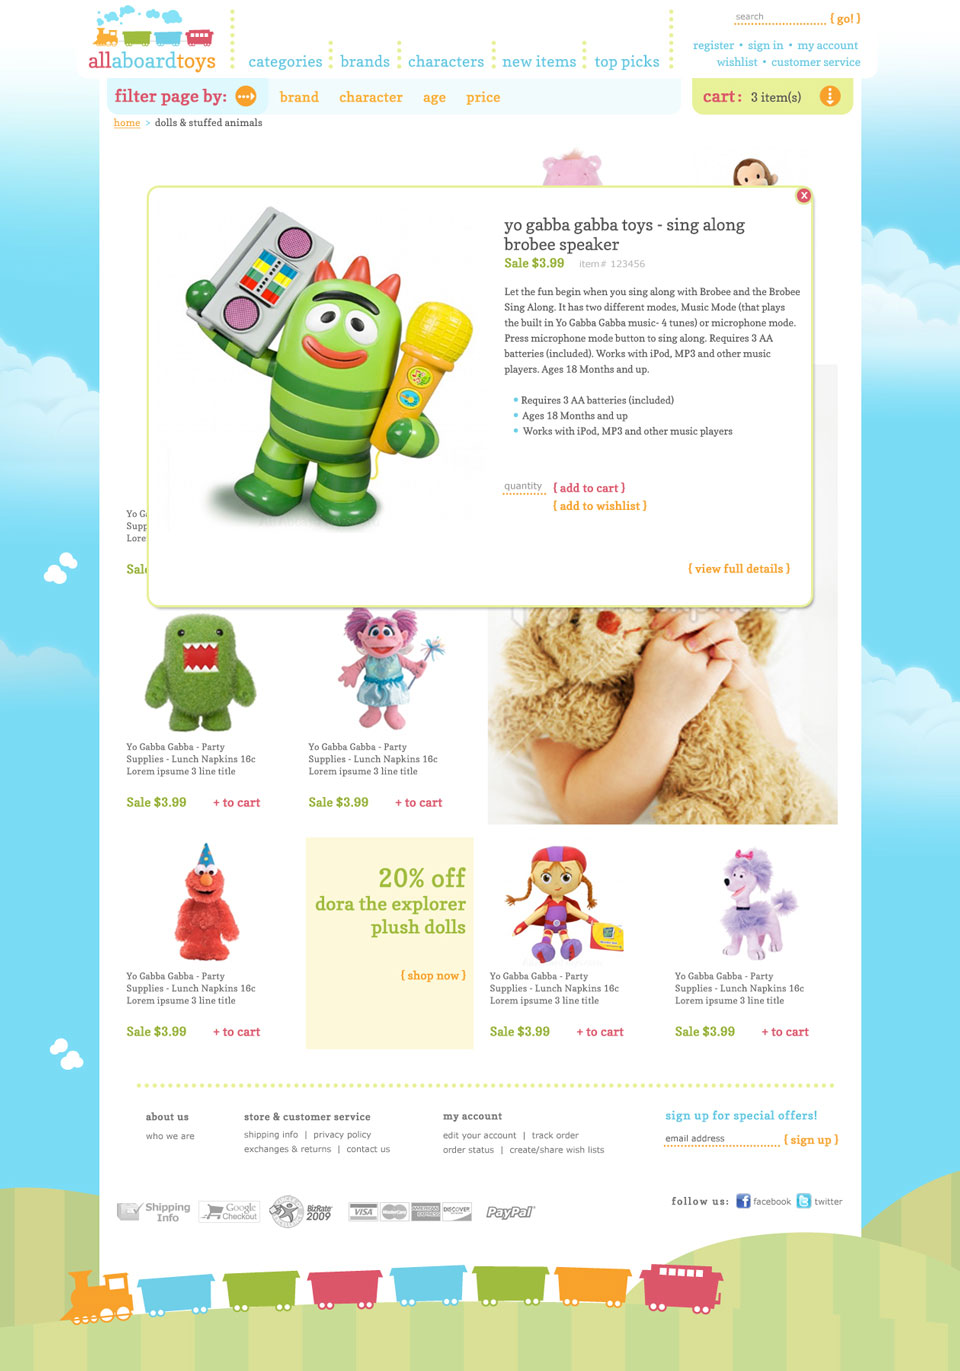 search
{ go! }
register • sign in • my account
wishlist • customer service
allaboardtoys
categories
brands
characters
new items
top picks
filter page by:
brand
character
age
price
cart: 3 item(s)
home > dolls & stuffed animals
x
yo gabba gabba toys - sing along
brobee speaker
Sale $3.99 item# 123456
Let the fun begin when you sing along with Brobee and the Brobee
Sing Along. It has two different modes, Music Mode (that plays
the built in Yo Gabba Gabba music- 4 tunes) or microphone mode.
Press microphone mode button to sing along. Requires 3 AA
batteries (included). Works with iPod, MP3 and other music
players. Ages 18 Months and up.
• Requires 3 AA batteries (included)
• Ages 18 Months and up
• Works with iPod, MP3 and other music players
quantity
{ add to cart }
{ add to wishlist }
{ view full details }
Yo G
Supp
Lore
Sal
Yo Gabba Gabba - Party
Supplies - Lunch Napkins 16c
Lorem ipsume 3 line title
Sale $3.99 + to cart
Yo Gabba Gabba - Party
Supplies - Lunch Napkins 16c
Lorem ipsume 3 line title
Sale $3.99 + to cart
Yo Gabba Gabba - Party
Supplies - Lunch Napkins 16c
Lorem ipsume 3 line title
Sale $3.99 + to cart
20% off
dora the explorer
plush dolls
{ shop now }
Yo Gabba Gabba - Party
Supplies - Lunch Napkins 16c
Lorem ipsume 3 line title
Sale $3.99 + to cart
Yo Gabba Gabba - Party
Supplies - Lunch Napkins 16c
Lorem ipsume 3 line title
Sale $3.99 + to cart
about us
who we are
store & customer service
shipping info | privacy policy
exchanges & returns | contact us
my account
edit your account | track order
order status | create/share wish lists
sign up for special offers!
email address { sign up }
Shipping
Info
Google
Checkout
BizRate
2009
VISA
MasterCard
AMERICAN
EXPRESS
DISCOVER
PayPal
follow us: facebook twitter